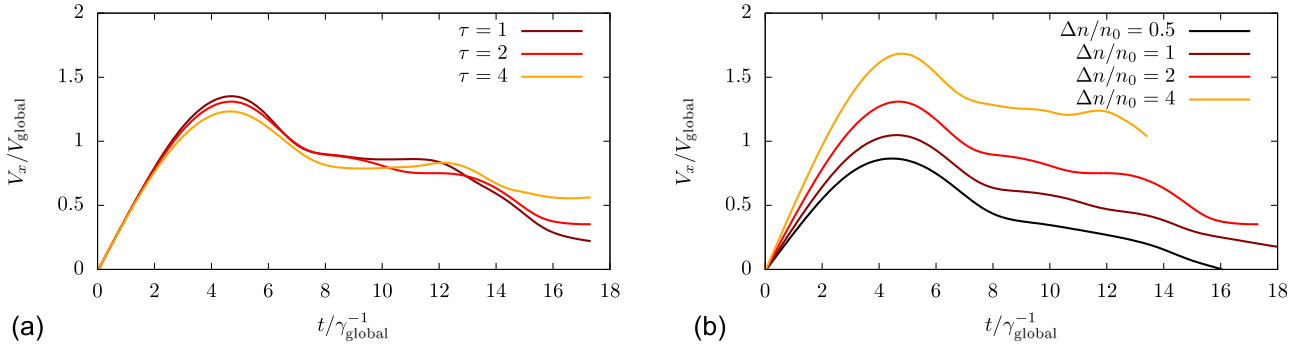 2
1.5
1
0.5
0
V_x/V_global
τ = 1
τ = 2
τ = 4
0 2 4 6 8 10 12 14 16 18
t/γ_global^−1
(a)
2
1.5
1
0.5
0
V_x/V_global
Δn/n_0 = 0.5
Δn/n_0 = 1
Δn/n_0 = 2
Δn/n_0 = 4
0 2 4 6 8 10 12 14 16 18
t/γ_global^−1
(b)